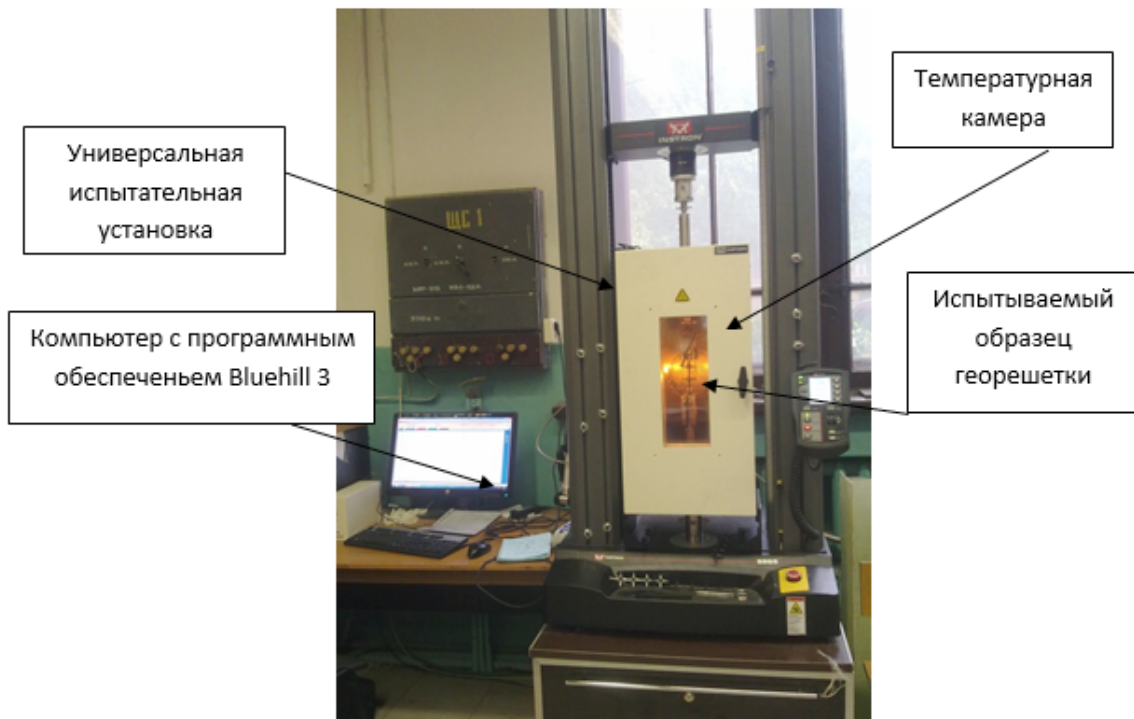 Температурная
камера
Универсальная
испытательная
установка
INSTRON
ЩС 1
Испытываемый
образец
георешетки
Компьютер с программным
обеспеченьем Bluehill 3